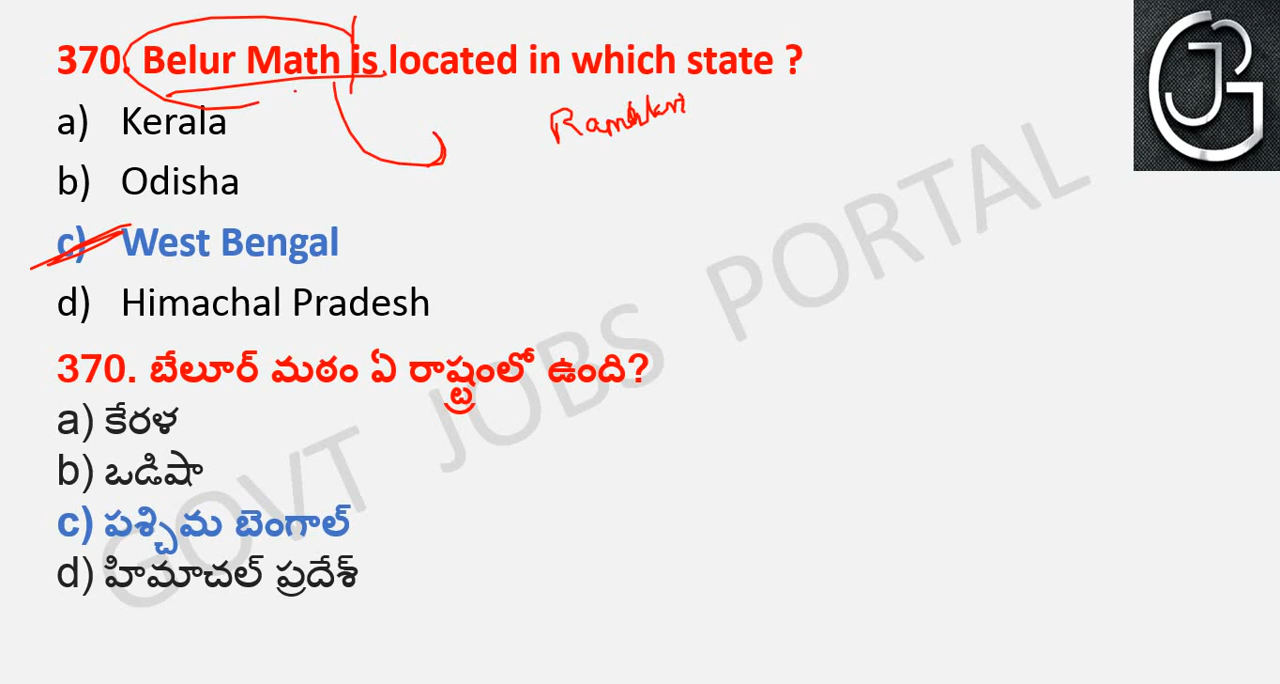 370. Belur Math is located in which state ?
a) Kerala
b) Odisha
c) West Bengal
d) Himachal Pradesh
370. బేలూర్ మఠం ఏ రాష్ట్రంలో ఉంది?
a) కేరళ
b) ఒడిషా
c) పశ్చిమ బెంగాల్
d) హిమాచల్ ప్రదేశ్
GOVT JOBS PORTAL